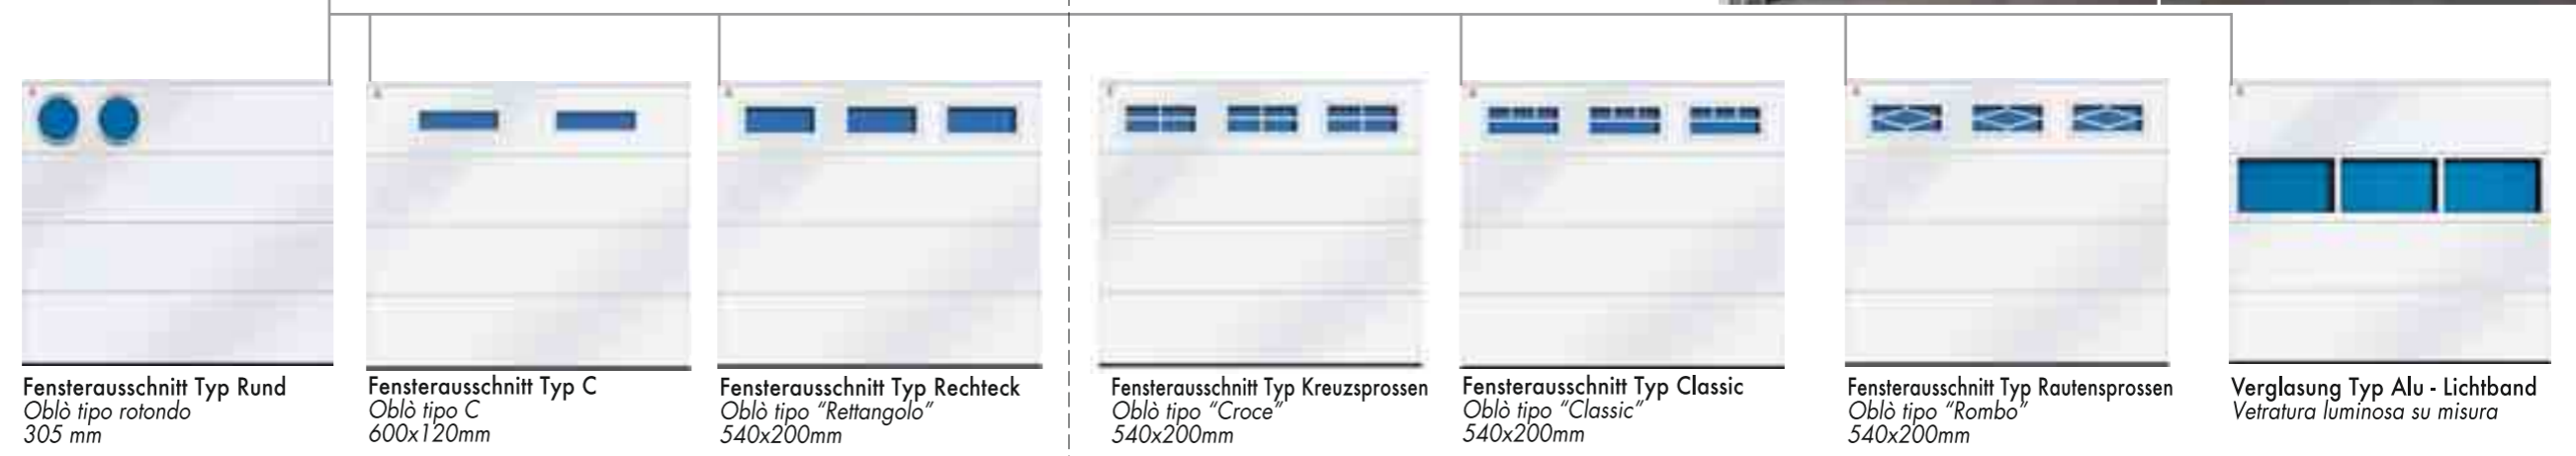 Fensterausschnitt Typ Rund
Oblò tipo rotondo
305 mm
Fensterausschnitt Typ C
Oblò tipo C
600x120mm
Fensterausschnitt Typ Rechteck
Oblò tipo “Rettangolo”
540x200mm
Fensterausschnitt Typ Kreuzsprossen
Oblò tipo “Croce”
540x200mm
Fensterausschnitt Typ Classic
Oblò tipo “Classic”
540x200mm
Fensterausschnitt Typ Rautensprossen
Oblò tipo “Rombo”
540x200mm
Verglasung Typ Alu - Lichtband
Vetratura luminosa su misura